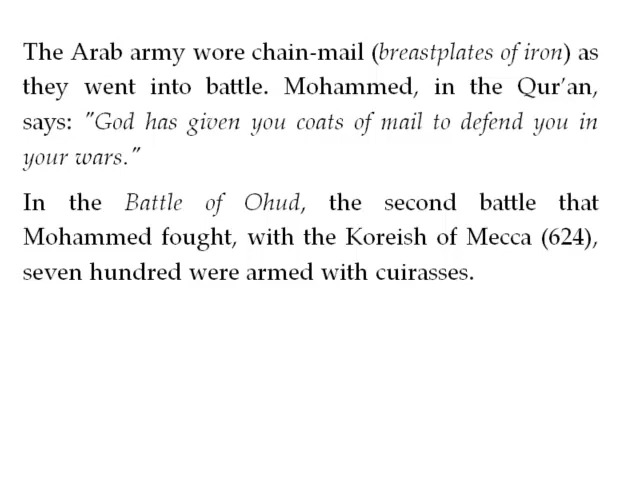 The Arab army wore chain-mail (breastplates of iron) as
they went into battle. Mohammed, in the Qur'an,
says: "God has given you coats of mail to defend you in
your wars."
In the Battle of Ohud, the second battle that
Mohammed fought, with the Koreish of Mecca (624),
seven hundred were armed with cuirasses.